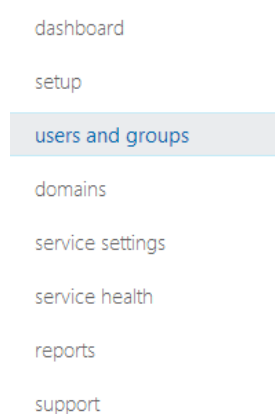 dashboard
setup
users and groups
domains
service settings
service health
reports
support